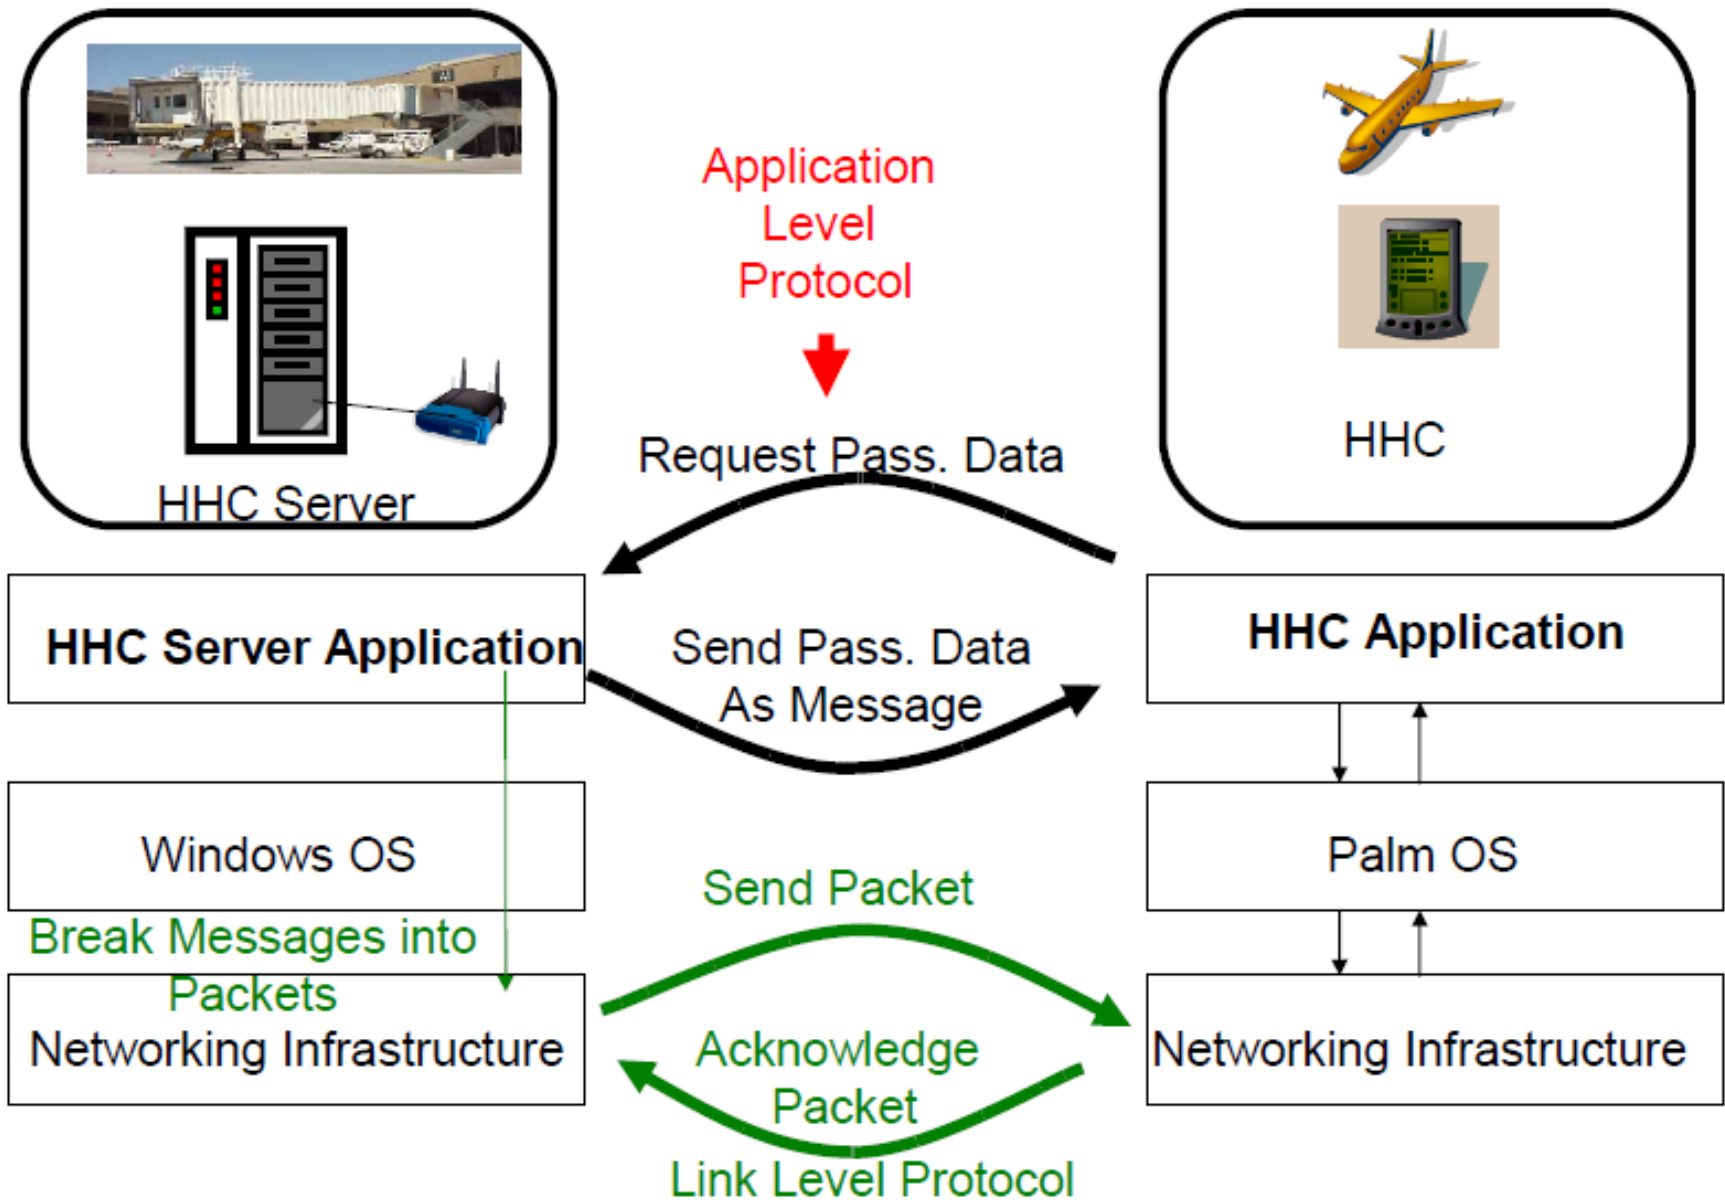 Application
Level
Protocol
HHC Server
HHC
Request Pass. Data
HHC Server Application
Send Pass. Data
As Message
HHC Application
Windows OS
Palm OS
Break Messages into
Packets
Send Packet
Networking Infrastructure
Acknowledge
Packet
Networking Infrastructure
Link Level Protocol